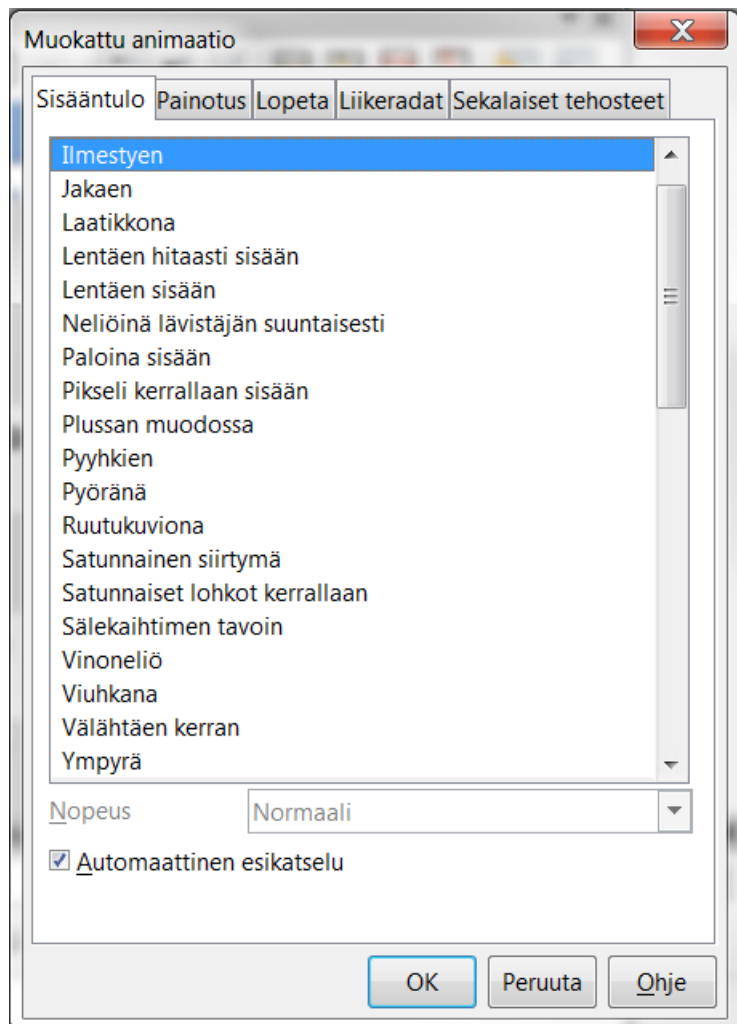 Muokattu animaatio
Sisääntulo Painotus Lopeta Liikeradat Sekalaiset tehosteet
Ilmestyen
Jakaen
Laatikkona
Lentäen hitaasti sisään
Lentäen sisään
Neliöinä lävistäjän suuntaisesti
Paloina sisään
Pikseli kerrallaan sisään
Plussan muodossa
Pyyhkien
Pyöränä
Ruutukuviona
Satunnainen siirtymä
Satunnaiset lohkot kerrallaan
Sälekaihtimen tavoin
Vinoneliö
Viuhkana
Välähtäen kerran
Ympyrä
Nopeus Normaali
Automaattinen esikatselu
OK Peruuta Ohje